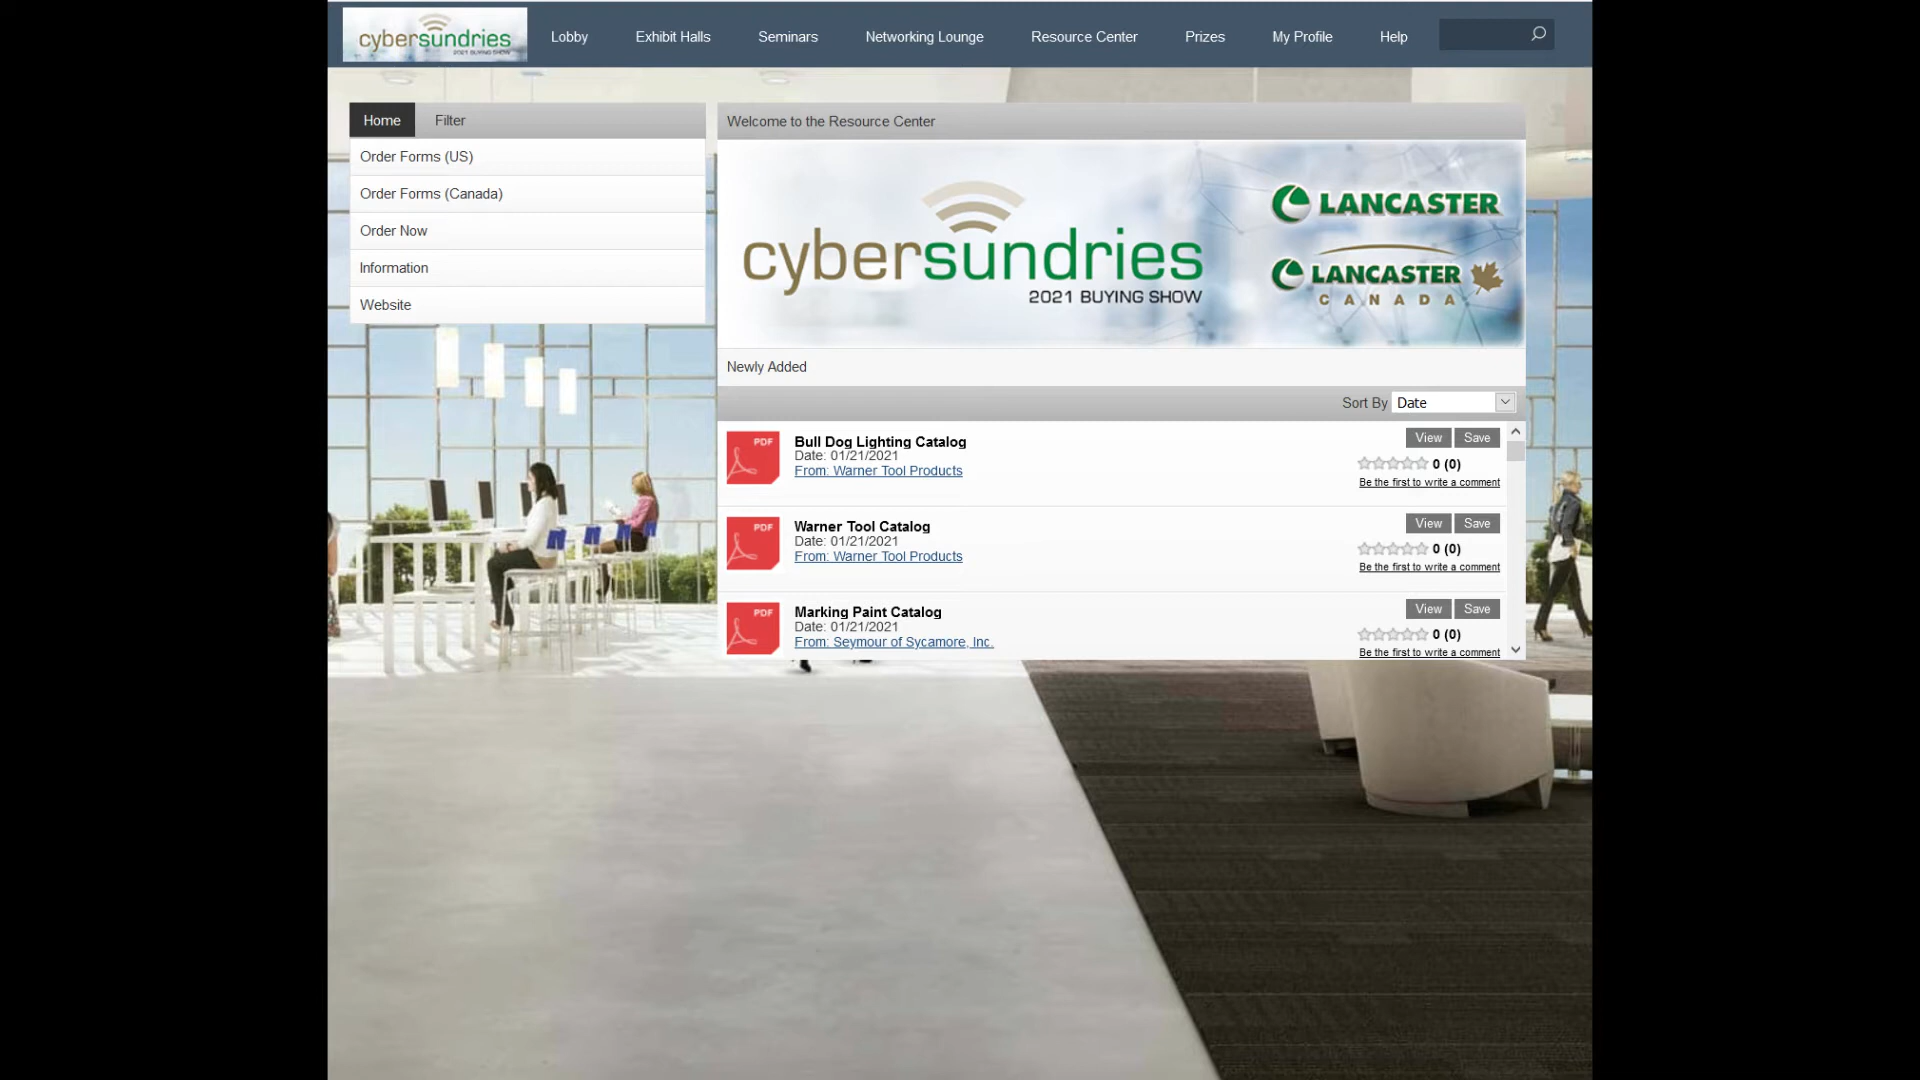 cybersundries
2021 BUYING SHOW
Lobby
Exhibit Halls
Seminars
Networking Lounge
Resource Center
Prizes
My Profile
Help
Home
Filter
Order Forms (US)
Order Forms (Canada)
Order Now
Information
Website
Welcome to the Resource Center
cybersundries
2021 BUYING SHOW
LANCASTER
LANCASTER
CANADA
Newly Added
Sort By Date
PDF
Bull Dog Lighting Catalog
Date: 01/21/2021
From: Warner Tool Products
View Save
0 (0)
Be the first to write a comment
PDF
Warner Tool Catalog
Date: 01/21/2021
From: Warner Tool Products
View Save
0 (0)
Be the first to write a comment
PDF
Marking Paint Catalog
Date: 01/21/2021
From: Seymour of Sycamore, Inc.
View Save
0 (0)
Be the first to write a comment